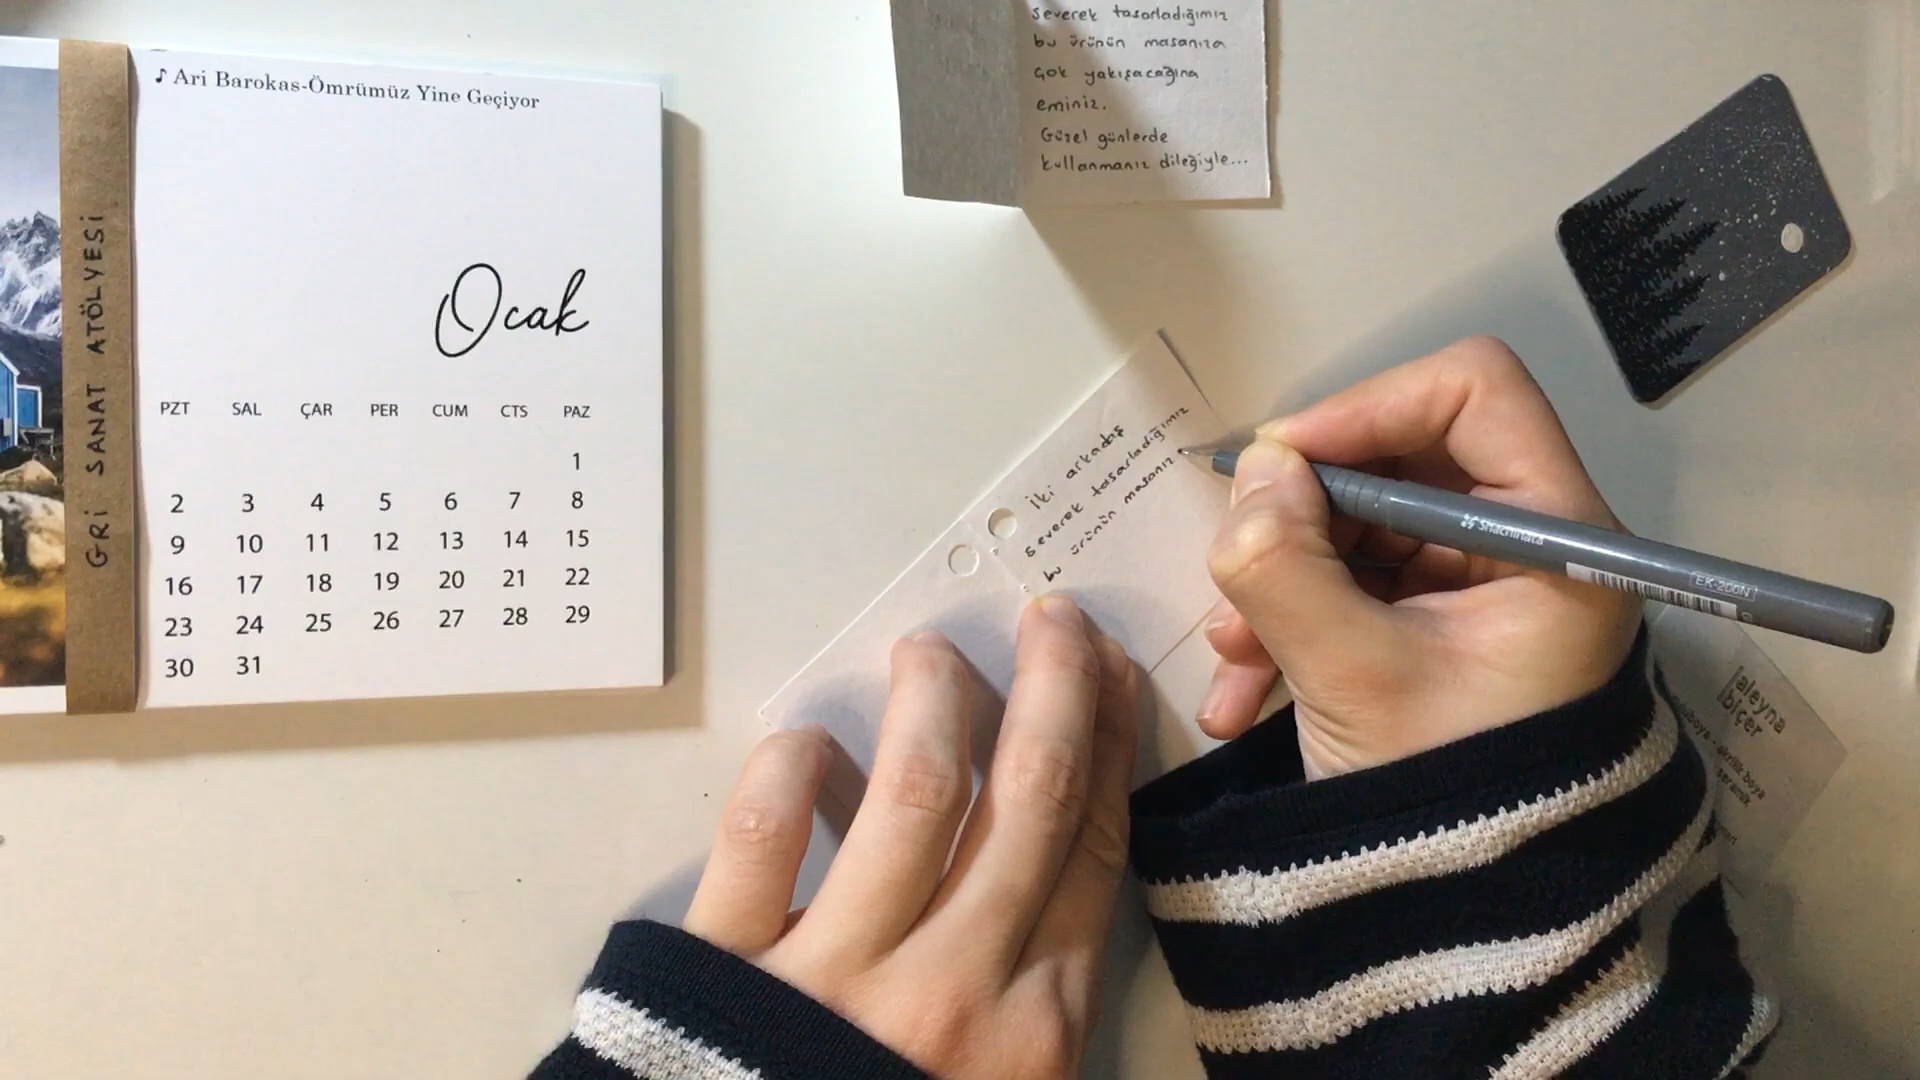 ♪ Ari Barokas-Ömrümüz Yine Geçiyor
GRİ SANAT ATÖLYESİ
Ocak
PZT SAL ÇAR PER CUM CTS PAZ
1
2 3 4 5 6 7 8
9 10 11 12 13 14 15
16 17 18 19 20 21 22
23 24 25 26 27 28 29
30 31
severek tasarladığımız
bu ürünün masanıza
çok yakışacağına
eminiz.
Güzel günlerde
kullanmanız dileğiyle...
İki arkadaş
severek tasarladığımız
bu ürünün masanız
Shachihata
EK-200N
aleyna
biçer
akrilik boya
seramik